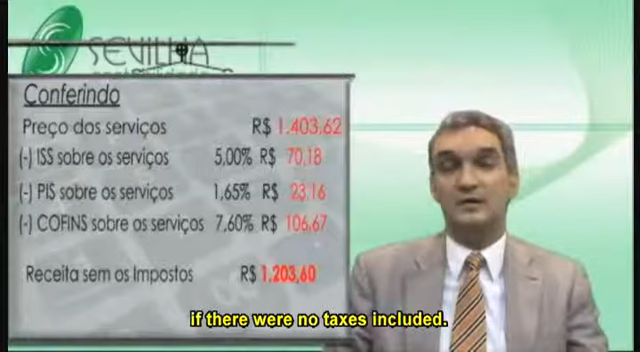 SEVILHA
contabilidade
Conferindo
Preço dos serviços R$ 1.403,62
(-) ISS sobre os serviços 5,00% R$ 70,18
(-) PIS sobre os serviços 1,65% R$ 23,16
(-) COFINS sobre os serviços 7,60% R$ 106,67
Receita sem os Impostos R$ 1.203,60
if there were no taxes included.